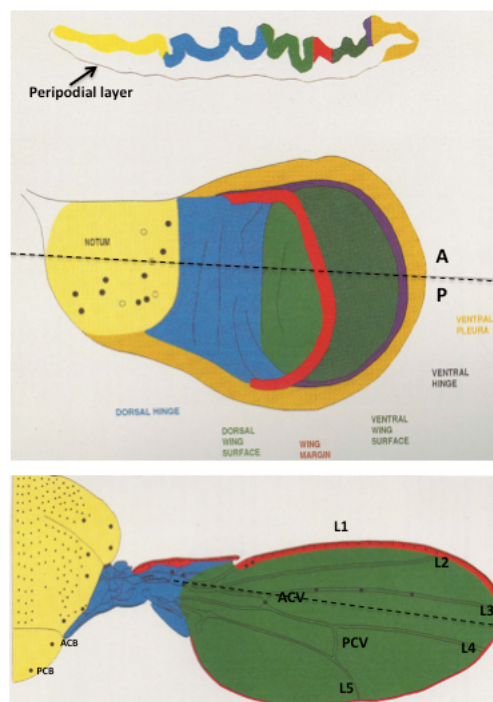 Peripodial layer
NOTUM
A
P
VENTRAL
PLEURA
VENTRAL
HINGE
DORSAL HINGE
DORSAL
WING
SURFACE
WING
MARGIN
VENTRAL
WING
SURFACE
L1
L2
ACV
L3
PCV
L4
L5
ACB
PCB